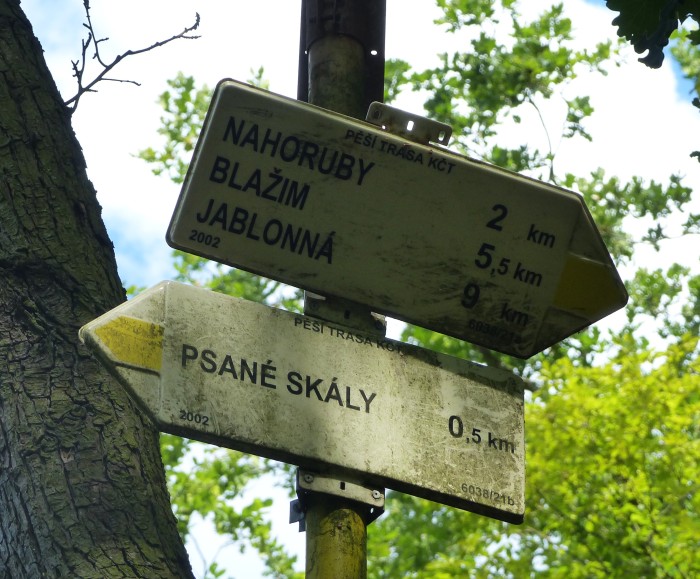 PĚŠÍ TRASA KČT
NAHORUBY 2 km
BLAŽIM 5,5 km
JABLONNÁ 9 km
2002
PĚŠÍ TRASA KČT
PSANÉ SKÁLY 0,5 km
2002 6038/21b